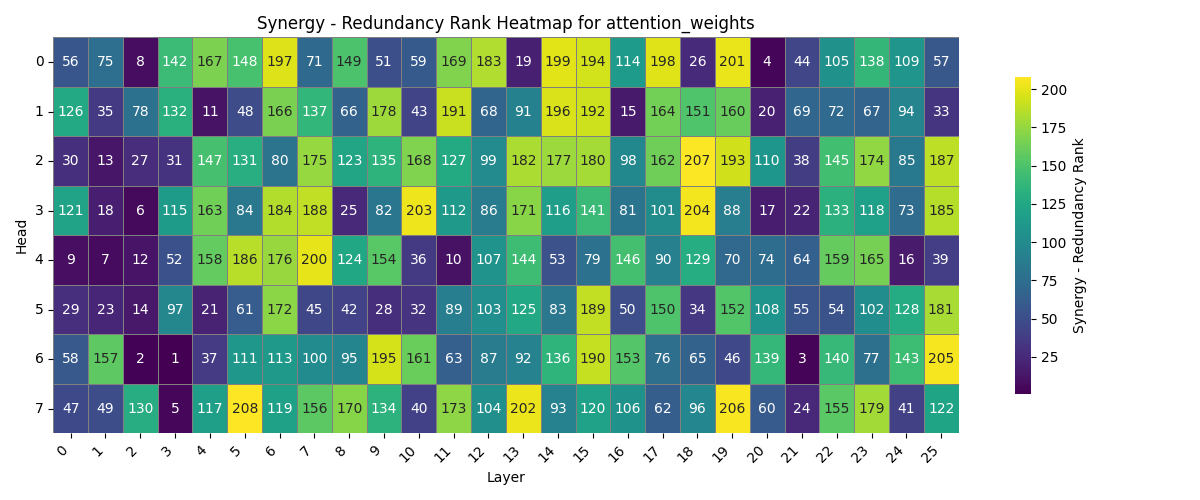 Synergy - Redundancy Rank Heatmap for attention_weights
0 56 75 8 142 167 148 197 71 149 51 59 169 183 19 199 194 114 198 26 201 4 44 105 138 109 57
1 126 35 78 132 11 48 166 137 66 178 43 191 68 91 196 192 15 164 151 160 20 69 72 67 94 33
2 30 13 27 31 147 131 80 175 123 135 168 127 99 182 177 180 98 162 207 193 110 38 145 174 85 187
3 121 18 6 115 163 84 184 188 25 82 203 112 86 171 116 141 81 101 204 88 17 22 133 118 73 185
4 9 7 12 52 158 186 176 200 124 154 36 10 107 144 53 79 146 90 129 70 74 64 159 165 16 39
5 29 23 14 97 21 61 172 45 42 28 32 89 103 125 83 189 50 150 34 152 108 55 54 102 128 181
6 58 157 2 1 37 111 113 100 95 195 161 63 87 92 136 190 153 76 65 46 139 3 140 77 143 205
7 47 49 130 5 117 208 119 156 170 134 40 173 104 202 93 120 106 62 96 206 60 24 155 179 41 122
Head
0 1 2 3 4 5 6 7 8 9 10 11 12 13 14 15 16 17 18 19 20 21 22 23 24 25
Layer
200
175
150
125
100
75
50
25
Synergy - Redundancy Rank